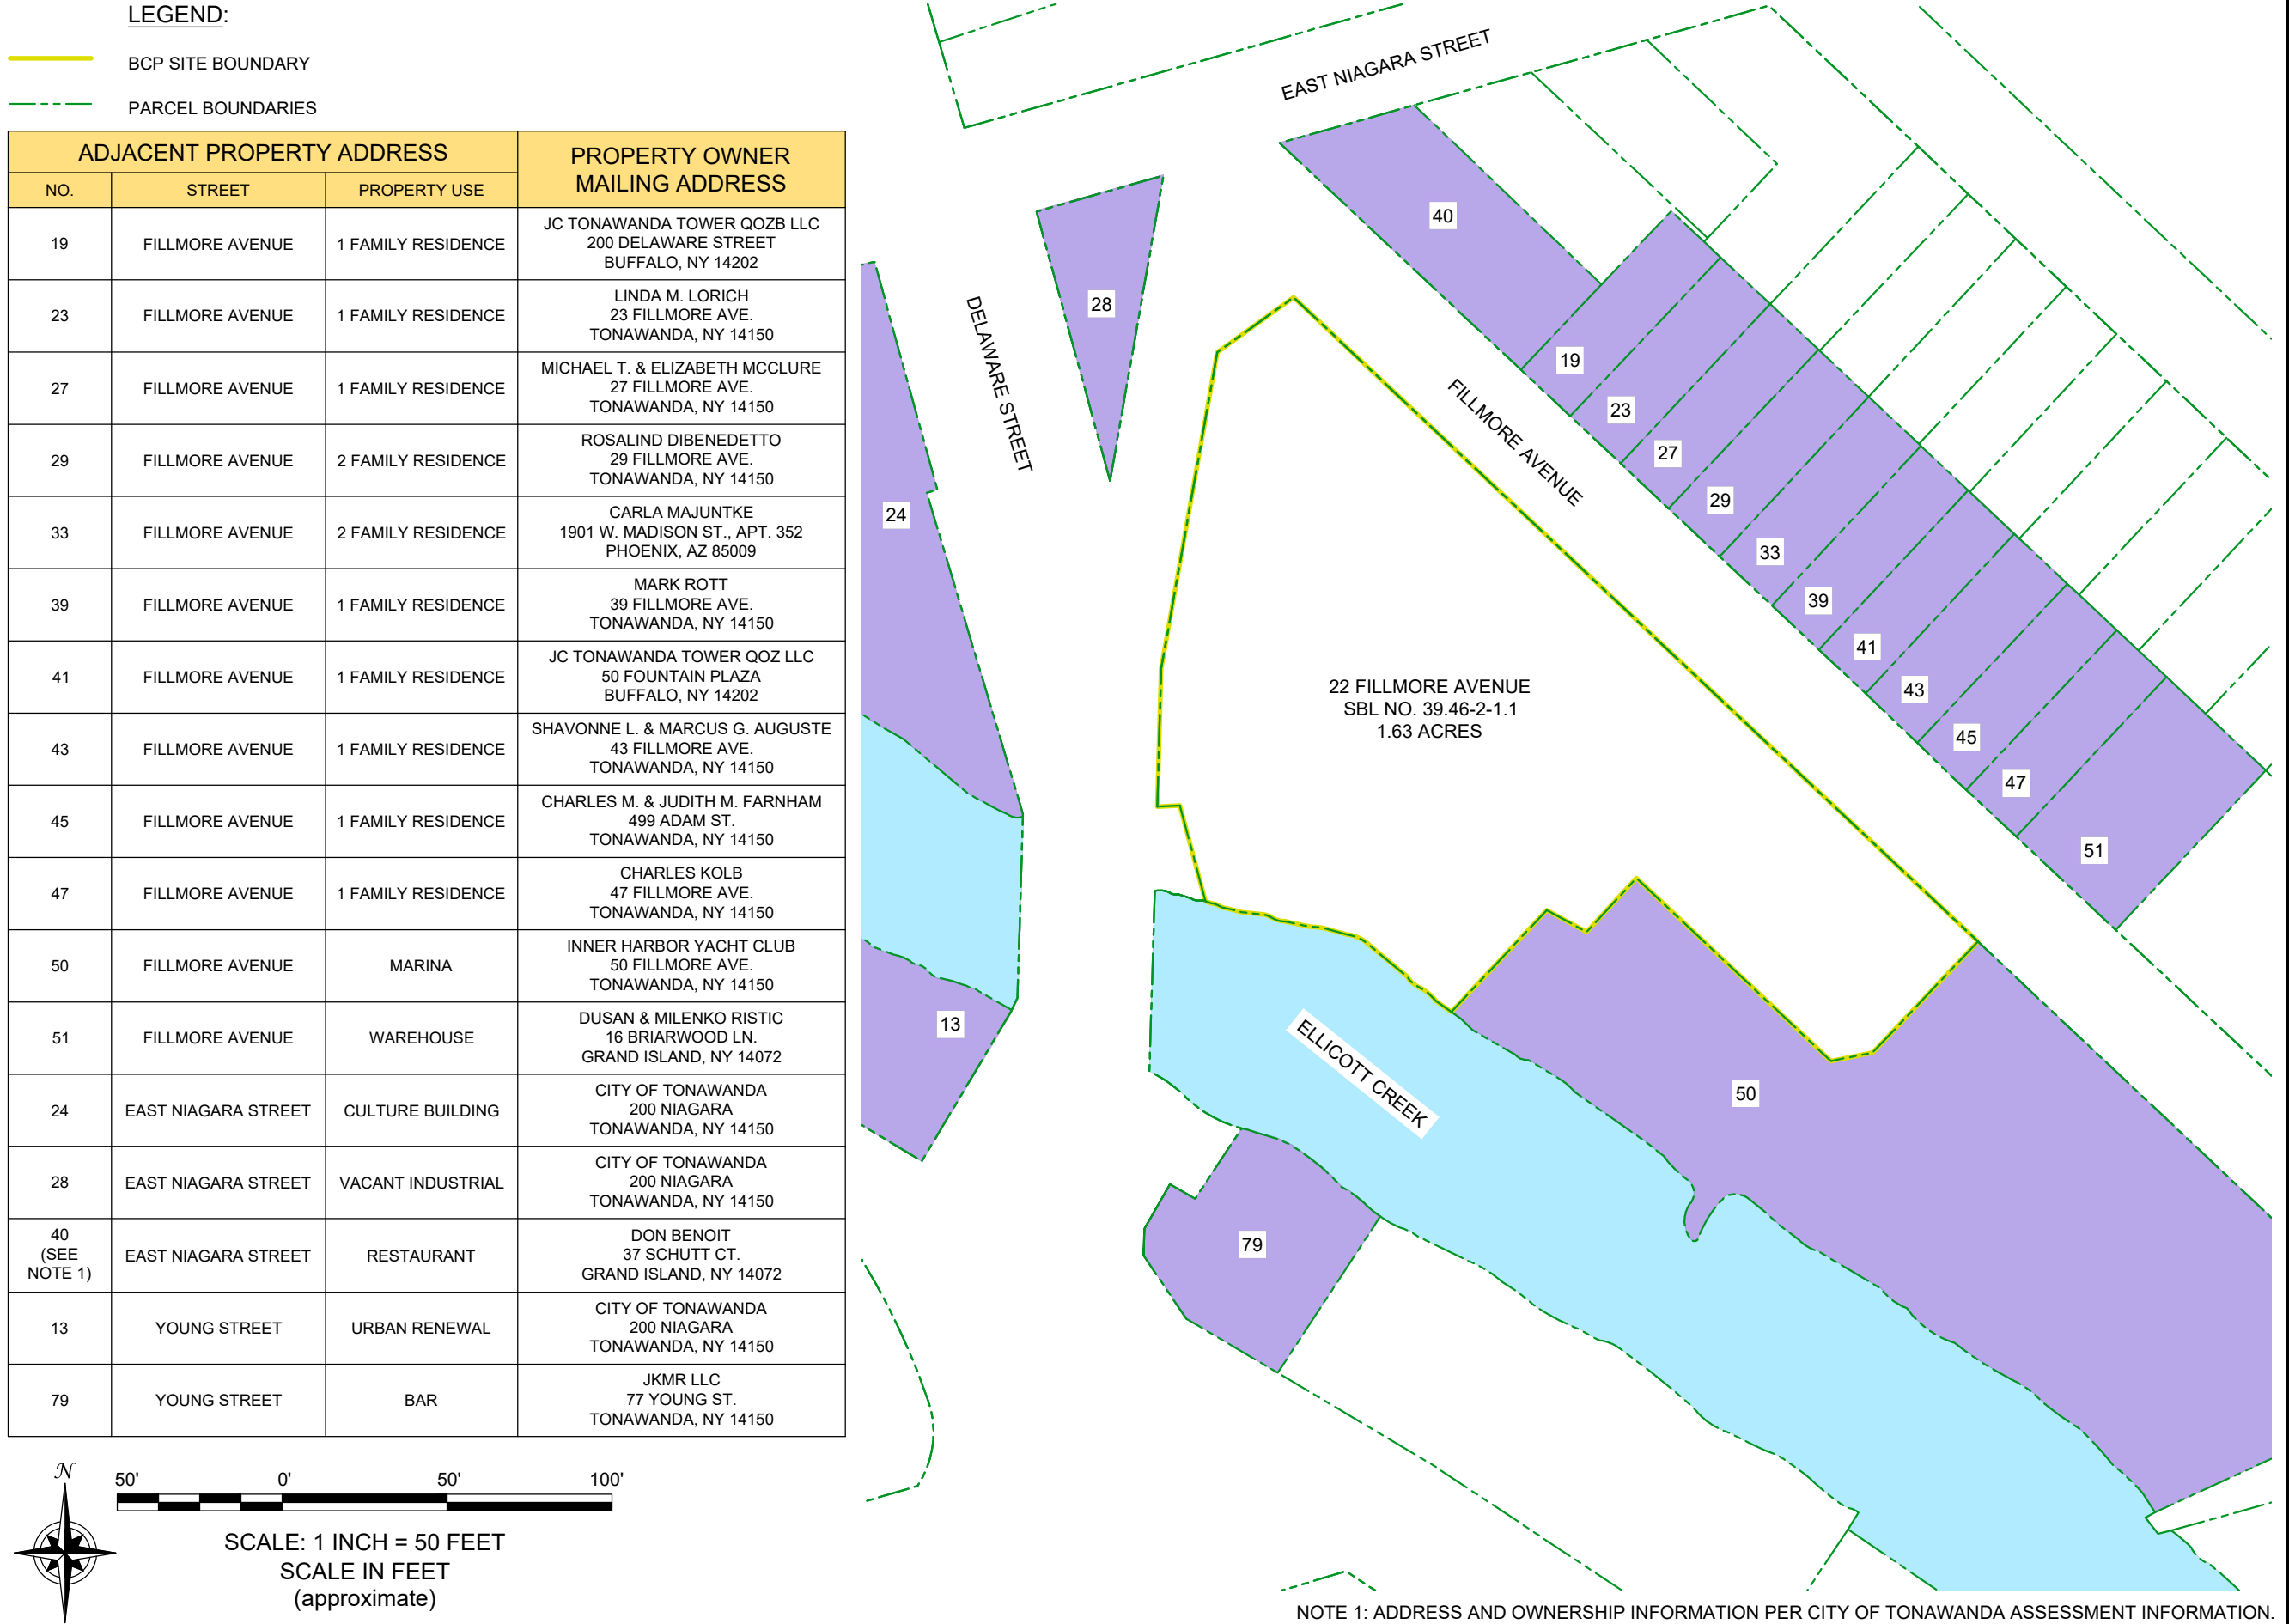 LEGEND:
BCP SITE BOUNDARY
PARCEL BOUNDARIES
ADJACENT PROPERTY ADDRESS
PROPERTY OWNER
MAILING ADDRESS
NO.
STREET
PROPERTY USE
19
FILLMORE AVENUE
1 FAMILY RESIDENCE
JC TONAWANDA TOWER QOZB LLC
200 DELAWARE STREET
BUFFALO, NY 14202
23
FILLMORE AVENUE
1 FAMILY RESIDENCE
LINDA M. LORICH
23 FILLMORE AVE.
TONAWANDA, NY 14150
27
FILLMORE AVENUE
1 FAMILY RESIDENCE
MICHAEL T. & ELIZABETH MCCLURE
27 FILLMORE AVE.
TONAWANDA, NY 14150
29
FILLMORE AVENUE
2 FAMILY RESIDENCE
ROSALIND DIBENEDETTO
29 FILLMORE AVE.
TONAWANDA, NY 14150
33
FILLMORE AVENUE
2 FAMILY RESIDENCE
CARLA MAJUNTKE
1901 W. MADISON ST., APT. 352
PHOENIX, AZ 85009
39
FILLMORE AVENUE
1 FAMILY RESIDENCE
MARK ROTT
39 FILLMORE AVE.
TONAWANDA, NY 14150
41
FILLMORE AVENUE
1 FAMILY RESIDENCE
JC TONAWANDA TOWER QOZ LLC
50 FOUNTAIN PLAZA
BUFFALO, NY 14202
43
FILLMORE AVENUE
1 FAMILY RESIDENCE
SHAVONNE L. & MARCUS G. AUGUSTE
43 FILLMORE AVE.
TONAWANDA, NY 14150
45
FILLMORE AVENUE
1 FAMILY RESIDENCE
CHARLES M. & JUDITH M. FARNHAM
499 ADAM ST.
TONAWANDA, NY 14150
47
FILLMORE AVENUE
1 FAMILY RESIDENCE
CHARLES KOLB
47 FILLMORE AVE.
TONAWANDA, NY 14150
50
FILLMORE AVENUE
MARINA
INNER HARBOR YACHT CLUB
50 FILLMORE AVE.
TONAWANDA, NY 14150
51
FILLMORE AVENUE
WAREHOUSE
DUSAN & MILENKO RISTIC
16 BRIARWOOD LN.
GRAND ISLAND, NY 14072
24
EAST NIAGARA STREET
CULTURE BUILDING
CITY OF TONAWANDA
200 NIAGARA
TONAWANDA, NY 14150
28
EAST NIAGARA STREET
VACANT INDUSTRIAL
CITY OF TONAWANDA
200 NIAGARA
TONAWANDA, NY 14150
40
(SEE
NOTE 1)
EAST NIAGARA STREET
RESTAURANT
DON BENOIT
37 SCHUTT CT.
GRAND ISLAND, NY 14072
13
YOUNG STREET
URBAN RENEWAL
CITY OF TONAWANDA
200 NIAGARA
TONAWANDA, NY 14150
79
YOUNG STREET
BAR
JKMR LLC
77 YOUNG ST.
TONAWANDA, NY 14150
N
50' 0' 50' 100'
SCALE: 1 INCH = 50 FEET
SCALE IN FEET
(approximate)
EAST NIAGARA STREET
DELAWARE STREET
FILLMORE AVENUE
40
28
19
23
27
29
33
39
41
43
45
47
51
24
22 FILLMORE AVENUE
SBL NO. 39.46-2-1.1
1.63 ACRES
13
ELLICOTT CREEK
50
79
NOTE 1: ADDRESS AND OWNERSHIP INFORMATION PER CITY OF TONAWANDA ASSESSMENT INFORMATION.